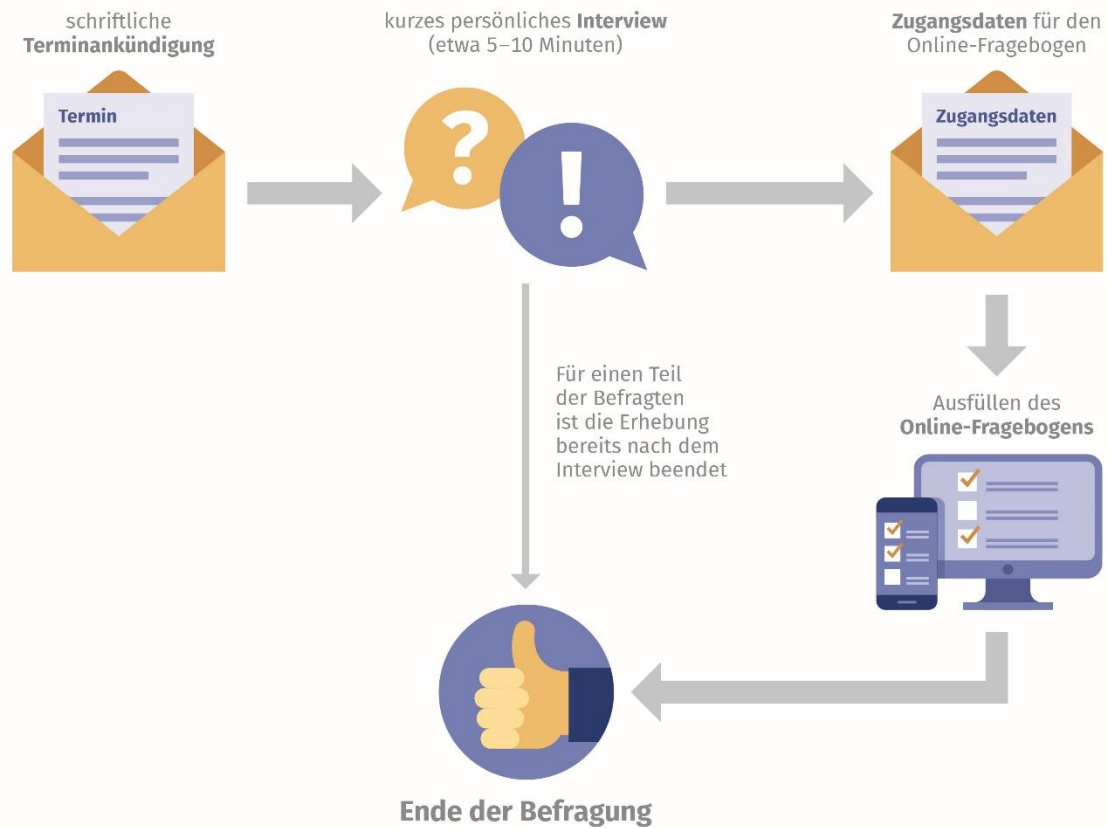 schriftliche
Terminankündigung
Termin
kurzes persönliches Interview
(etwa 5–10 Minuten)
?
!
Zugangsdaten für den
Online-Fragebogen
Zugangsdaten
Für einen Teil
der Befragten
ist die Erhebung
bereits nach dem
Interview beendet
Ausfüllen des
Online-Fragebogens
Ende der Befragung